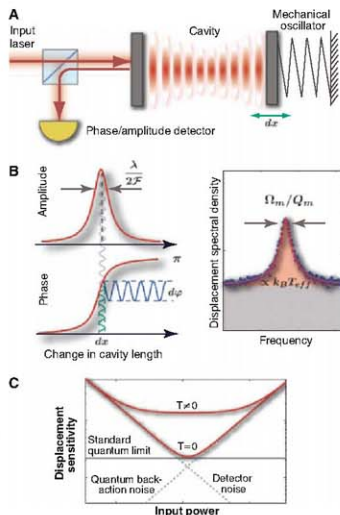 A
Input
laser
Cavity
Mechanical
oscillator
dx
Phase/amplitude detector
B
Amplitude
λ
2F
Phase
π
dφ
dx
Change in cavity length
Displacement spectral density
Ωm/Qm
∝ kBTeff
Frequency
C
Displacement
sensitivity
T≠0
Standard
quantum limit
T=0
Quantum back-
action noise
Detector
noise
Input power